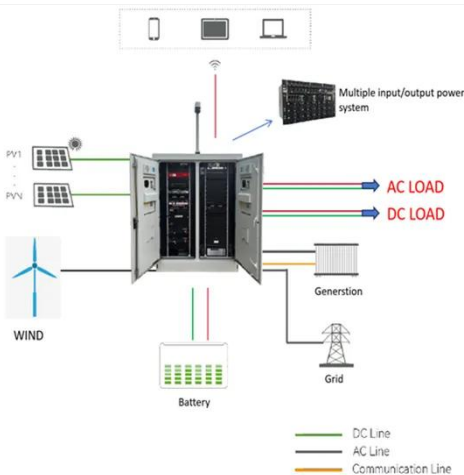 Multiple input/output power
system
PV1
PVN
AC LOAD
DC LOAD
WIND
Generstion
Battery
Grid
DC Line
AC Line
Communication Line